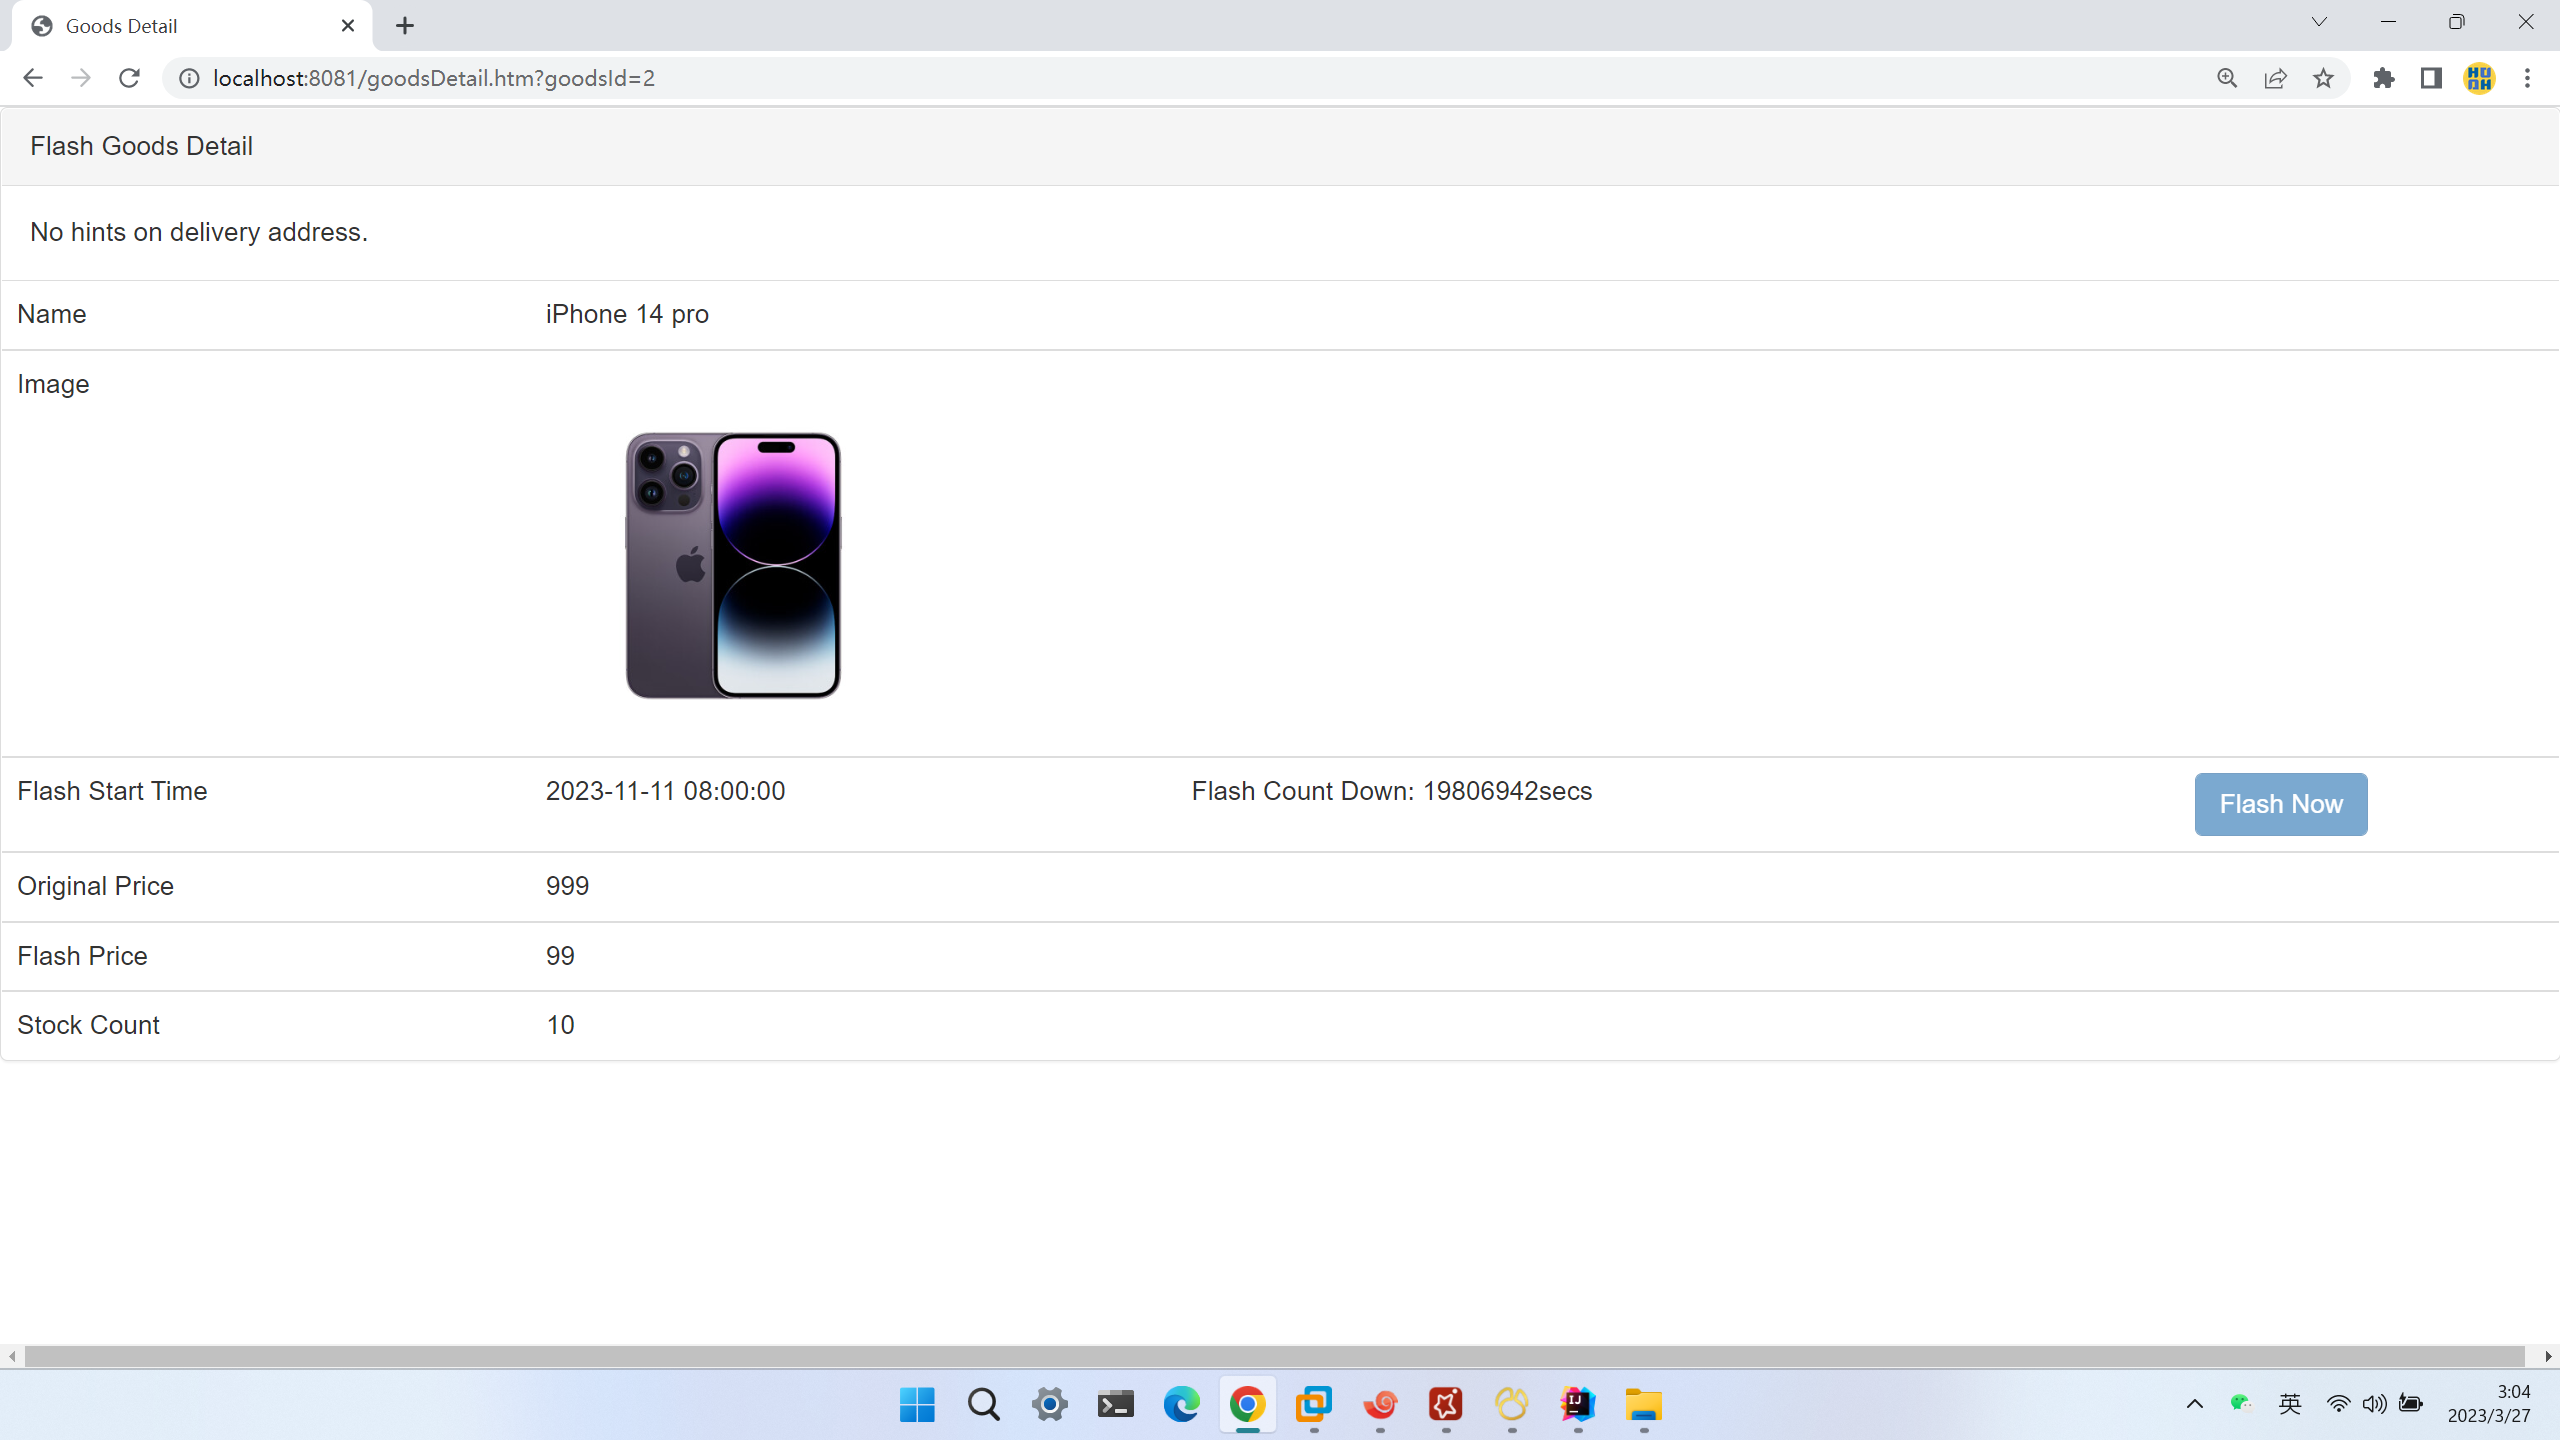 Goods Detail
localhost:8081/goodsDetail.htm?goodsId=2
Flash Goods Detail
No hints on delivery address.
Name iPhone 14 pro
Image
Flash Start Time 2023-11-11 08:00:00 Flash Count Down: 19806942secs Flash Now
Original Price 999
Flash Price 99
Stock Count 10
英 3:04
2023/3/27